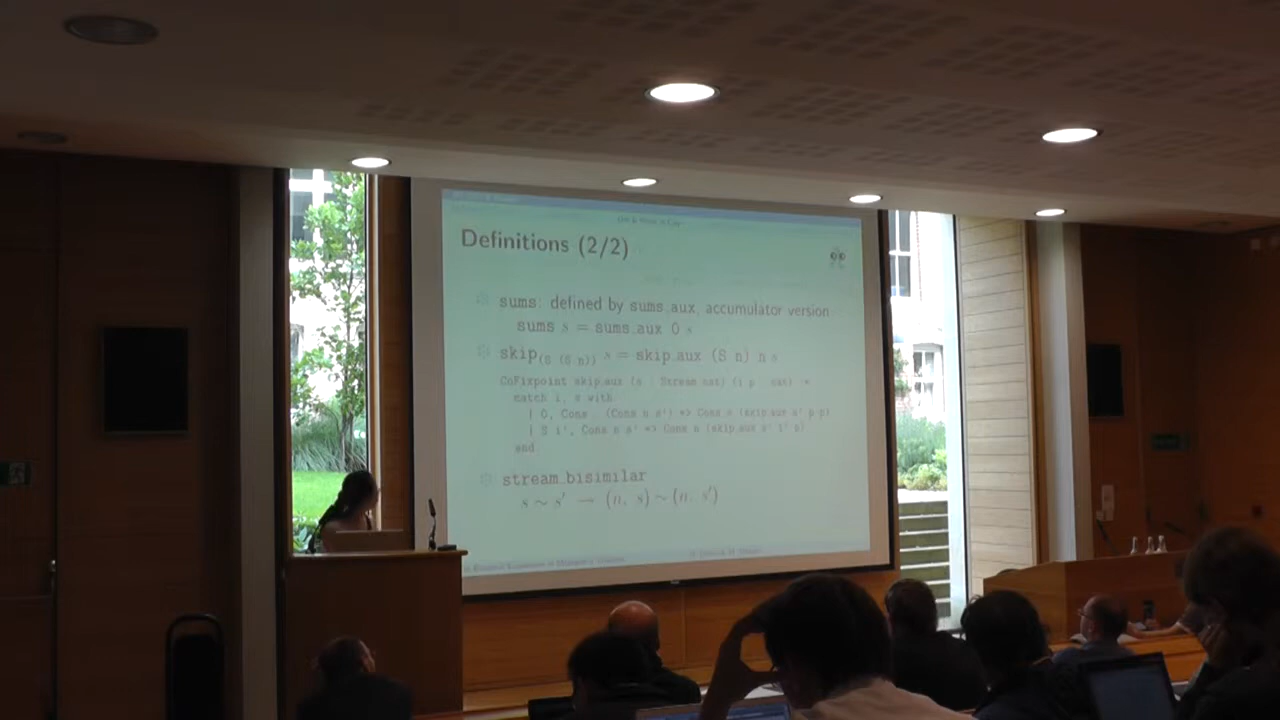 Definitions (2/2)
sums: defined by sums_aux, accumulator version
sums s = sums_aux 0 s
skip(S (S n)) s = skip_aux (S n) n s
CoFixpoint skip_aux (s : Stream nat) (i p : nat) :=
match i, s with
| O, Cons _ (Cons n s') => Cons n (skip_aux s' p p)
| S i', Cons n s' => Cons n (skip_aux s' i' p)
end
stream_bisimilar
s ∼ s' → (n, s) ∼ (n, s')